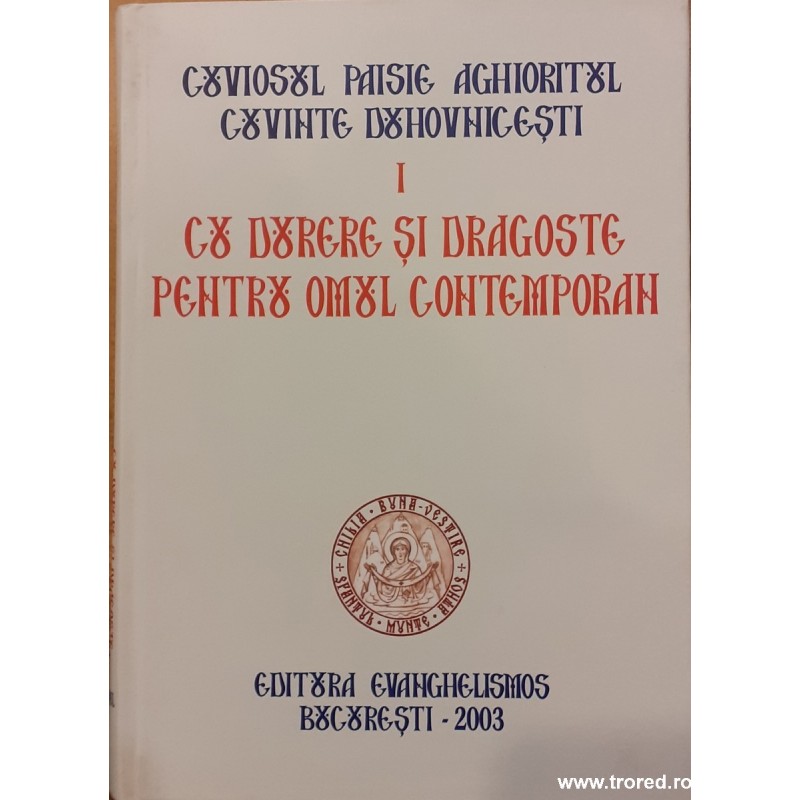 CUVIOSUL PAISIE AGHIORITUL
CUVINTE DUHOVNICEȘTI
I
CU DURERE ȘI DRAGOSTE
PENTRU OMUL CONTEMPORAN
CHILIA • BUNA-VESTIRE
SFÂNTUL • MUNTE • ATHOS
EDITURA EVANGHELISMOS
BUCUREȘTI - 2003
www.trored.ro